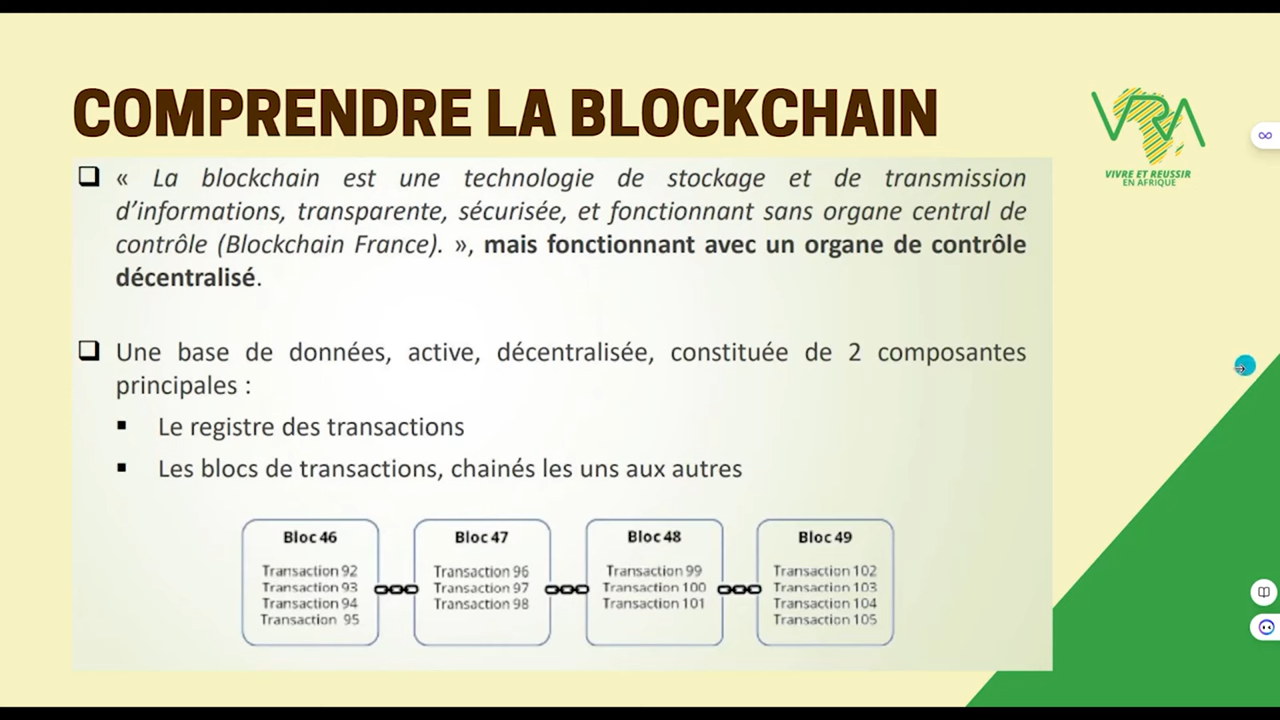 COMPRENDRE LA BLOCKCHAIN
VRA
VIVRE ET REUSSIR
EN AFRIQUE
« La blockchain est une technologie de stockage et de transmission
d’informations, transparente, sécurisée, et fonctionnant sans organe central de
contrôle (Blockchain France). », mais fonctionnant avec un organe de contrôle
décentralisé.
Une base de données, active, décentralisée, constituée de 2 composantes
principales :
Le registre des transactions
Les blocs de transactions, chainés les uns aux autres
Bloc 46
Transaction 92
Transaction 93
Transaction 94
Transaction 95
Bloc 47
Transaction 96
Transaction 97
Transaction 98
Bloc 48
Transaction 99
Transaction 100
Transaction 101
Bloc 49
Transaction 102
Transaction 103
Transaction 104
Transaction 105